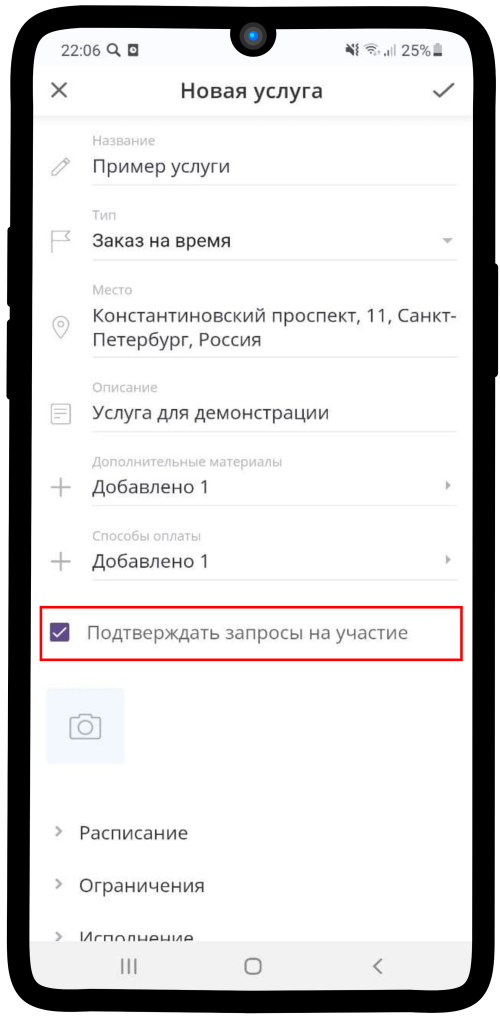 22:06 25%
Новая услуга
Название
Пример услуги
Тип
Заказ на время
Место
Константиновский проспект, 11, Санкт-
Петербург, Россия
Описание
Услуга для демонстрации
Дополнительные материалы
Добавлено 1
Способы оплаты
Добавлено 1
Подтверждать запросы на участие
Расписание
Ограничения
Исполнение